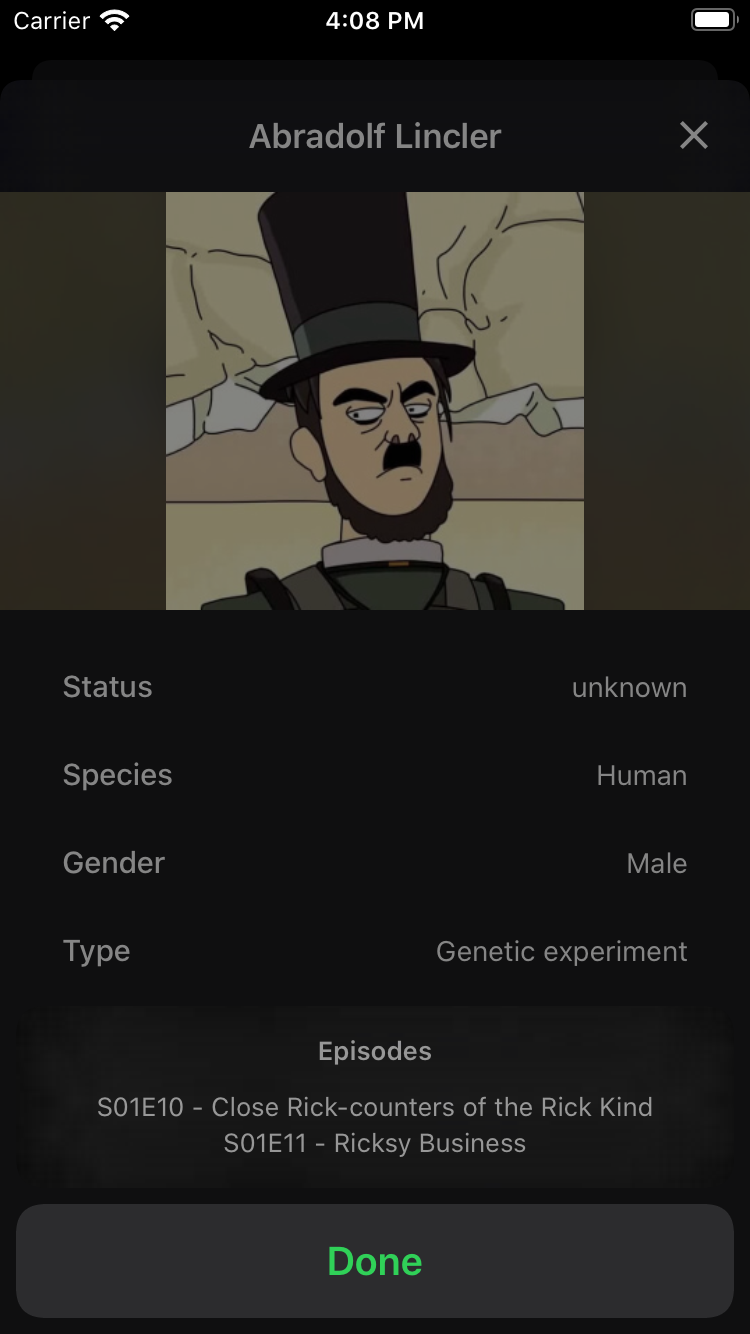 Carrier 4:08 PM
Abradolf Lincler
Status unknown
Species Human
Gender Male
Type Genetic experiment
Episodes
S01E10 - Close Rick-counters of the Rick Kind
S01E11 - Ricksy Business
Done